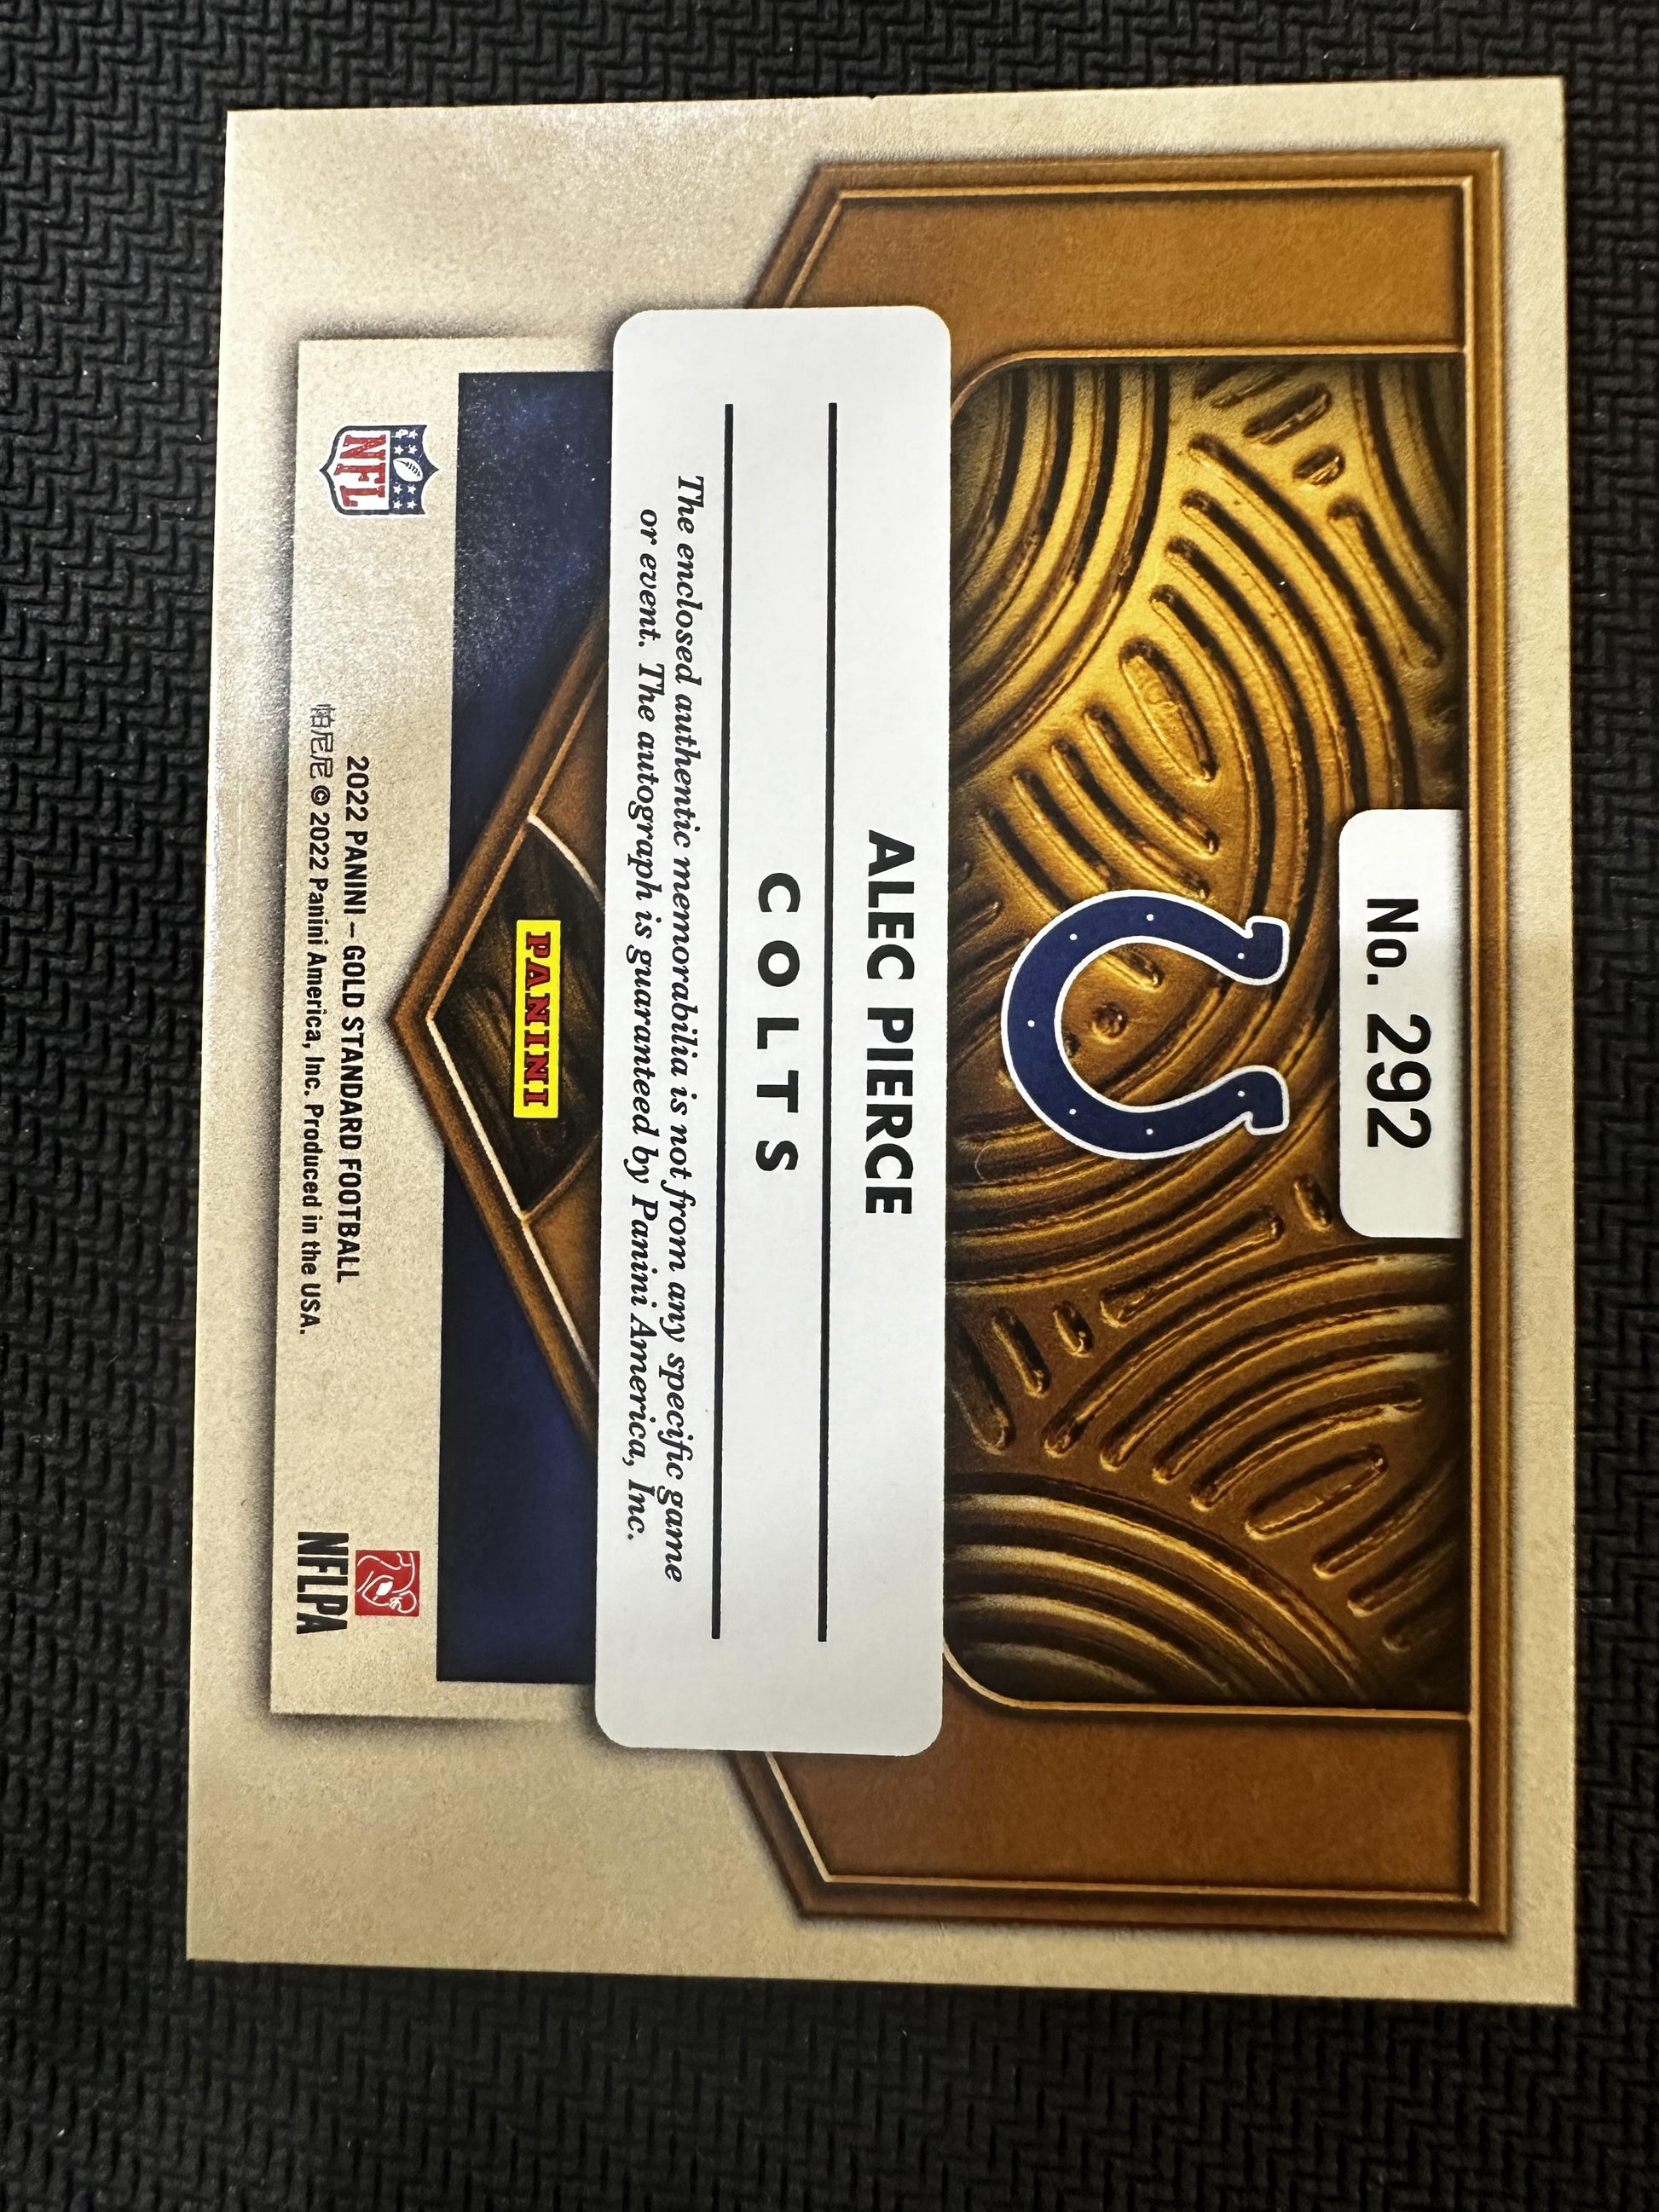 No. 292
ALEC PIERCE
COLTS
The enclosed authentic memorabilia is not from any specific game
or event. The autograph is guaranteed by Panini America, Inc.
PANINI
NFL
2022 PANINI – GOLD STANDARD FOOTBALL
帕尼尼 © 2022 Panini America, Inc. Produced in the USA.
NFLPA